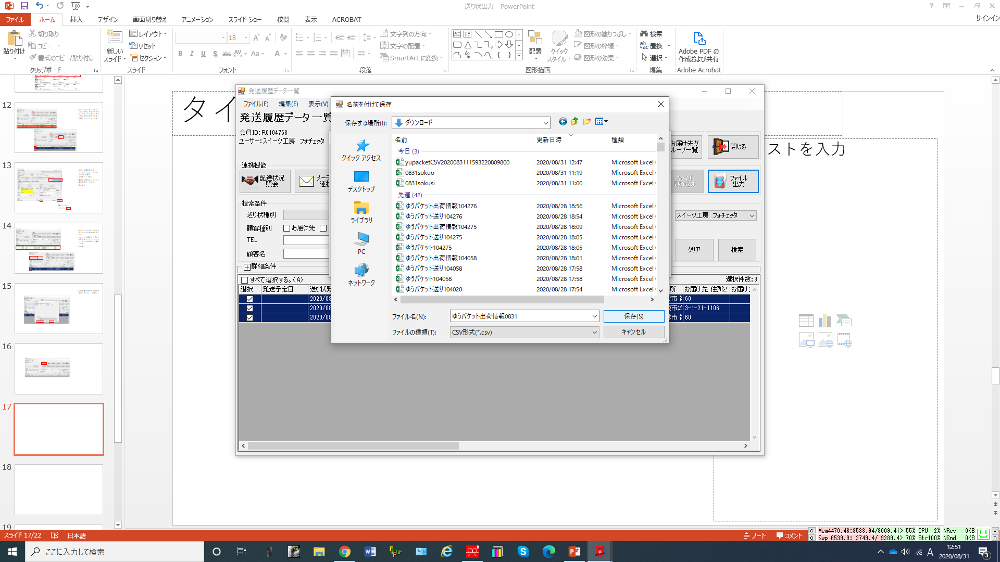 送り状出力 - PowerPoint
サインイン
ファイル ホーム 挿入 デザイン 画面切り替え アニメーション スライド ショー 校閲 表示 ACROBAT
貼り付け
切り取り
コピー
書式のコピー/貼り付け
クリップボード
新しい
スライド
レイアウト
リセット
セクション
スライド
18
フォント
文字列の方向
文字の配置
SmartArt に変換
段落
配置
クイック
スタイル
図形の塗りつぶし
図形の枠線
図形の効果
図形描画
検索
置換
選択
編集
Adobe PDF の
作成および共有
Adobe Acrobat
12
13
14
15
16
17
18
19
タイ
ストを入力
発送履歴データ一覧
ファイル(F) 編集(E) 表示(V)
発送履歴データ一覧
会員ID:R0104768
ユーザー:スイーツ工房 フォチェッタ
連携機能
配達状況
照会
メーラ
連携
お届け先グ
ループ一覧
閉じる
ファイル
取り込み
ファイル
出力
検索条件
送り状種別
顧客種別 お届け先
TEL
顧客名
詳細条件
スイーツ工房 フォチェッタ
クリア 検索
すべて選択する。(A)
選択件数:3
選択 発送予定日 送り状発
所 お届け先 住所2 お届け
2020/08
60
2020/08
3-1-21-1106
2020/08
60
名前を付けて保存
保存する場所(I): ダウンロード
クイック アクセス
デスクトップ
ライブラリ
PC
ネットワーク
名前 更新日時 種類
今日 (3)
yupacketCSV2020083111593220809800 2020/08/31 12:47 Microsoft Excel
0831sokuo 2020/08/31 11:19 Microsoft Excel
0831sokusi 2020/08/31 11:00 Microsoft Excel
先週 (42)
ゆうパケット出荷情報104276 2020/08/28 18:56 Microsoft Excel
ゆうパケット送り104276 2020/08/28 18:54 Microsoft Excel
ゆうパケット出荷情報104275 2020/08/28 18:09 Microsoft Excel
ゆうパケット送り104275 2020/08/28 18:05 Microsoft Excel
ゆうパケット104275 2020/08/28 18:05 Microsoft Excel
ゆうパケット出荷情報104058 2020/08/28 18:01 Microsoft Excel
ゆうパケット送り104058 2020/08/28 17:58 Microsoft Excel
ゆうパケット104058 2020/08/28 17:58 Microsoft Excel
ゆうパケット送り104020 2020/08/28 17:54 Microsoft Excel
ファイル名(N): ゆうパケット出荷情報0831 保存(S)
ファイルの種類(T): CSV形式(*.csv) キャンセル
スライド 17/22 日本語
ノート コメント
Mem4470.46:3538.94/8009.41> 55% CPU 2% NRcv 0KB
Swp 6539.9: 2749.4/ 9289.4> 70% Btr100% NSnd 0KB
ここに入力して検索
A
12:51
2020/08/31
3